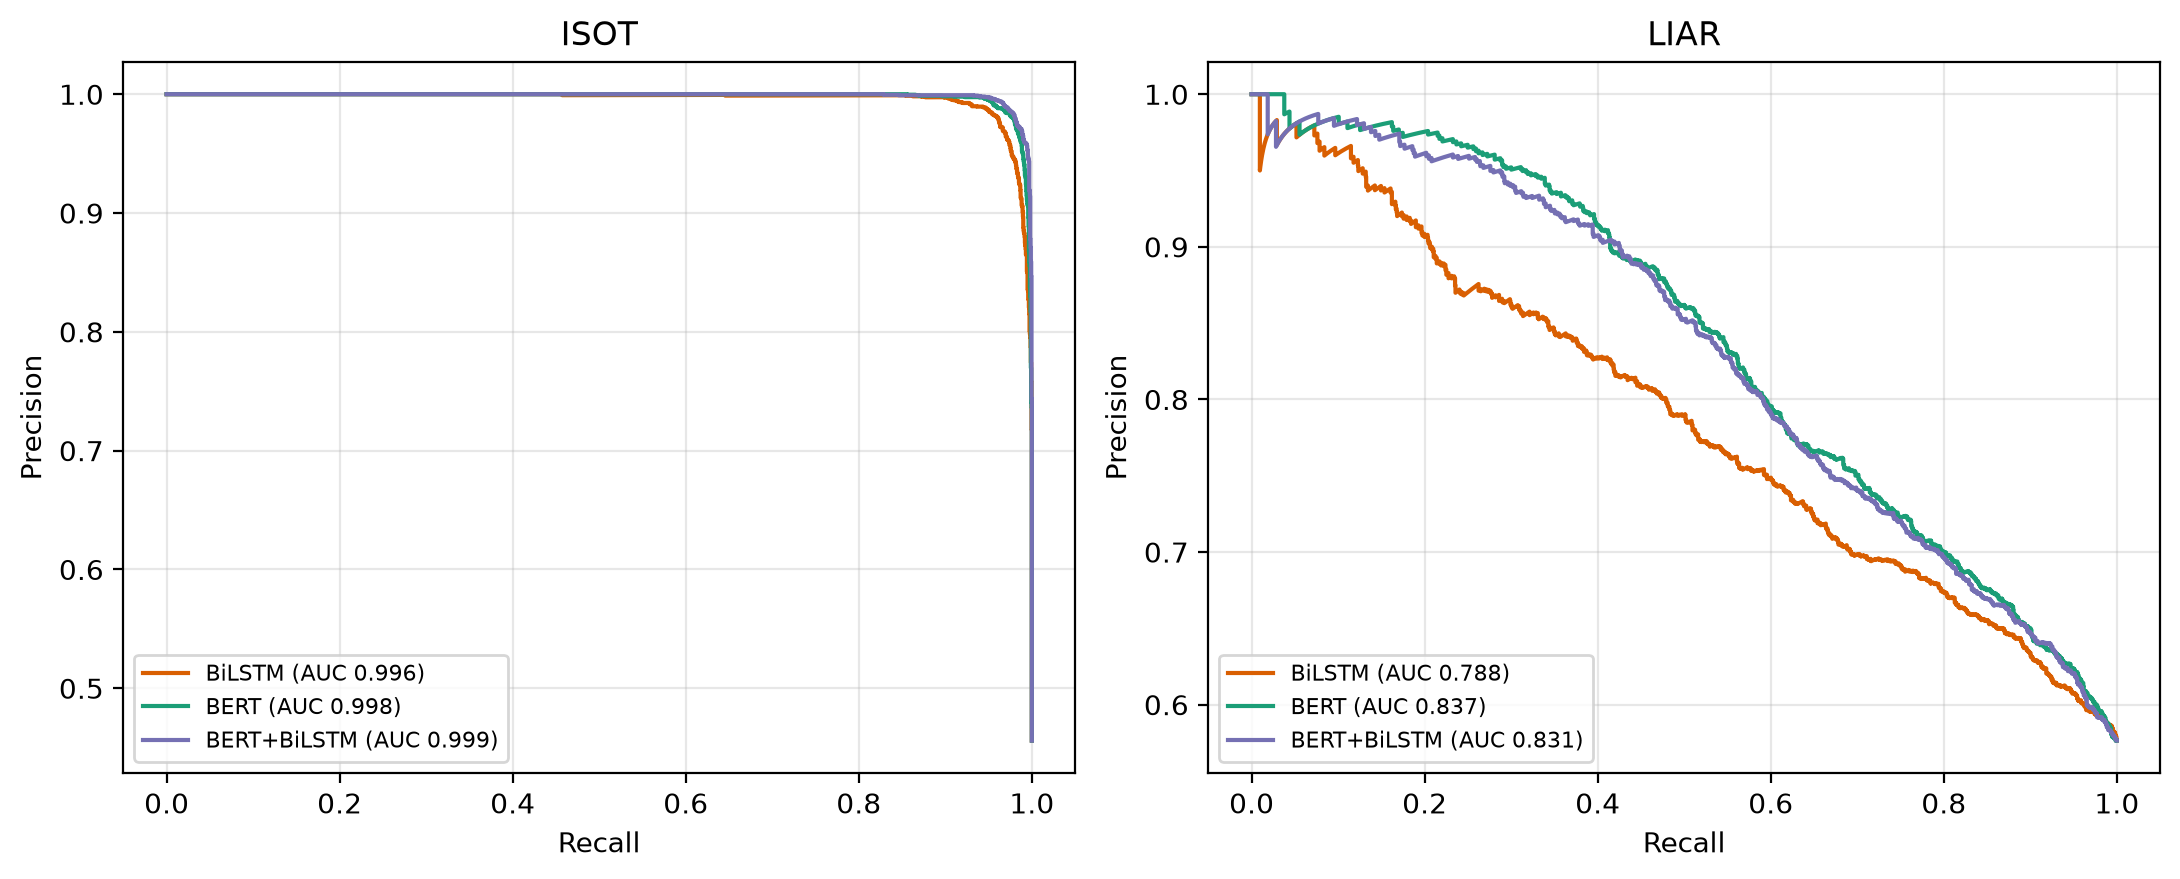 ISOT
1.0
0.9
0.8
0.7
0.6
0.5
Precision
BiLSTM (AUC 0.996)
BERT (AUC 0.998)
BERT+BiLSTM (AUC 0.999)
0.0 0.2 0.4 0.6 0.8 1.0
Recall
LIAR
1.0
0.9
0.8
0.7
0.6
Precision
BiLSTM (AUC 0.788)
BERT (AUC 0.837)
BERT+BiLSTM (AUC 0.831)
0.0 0.2 0.4 0.6 0.8 1.0
Recall